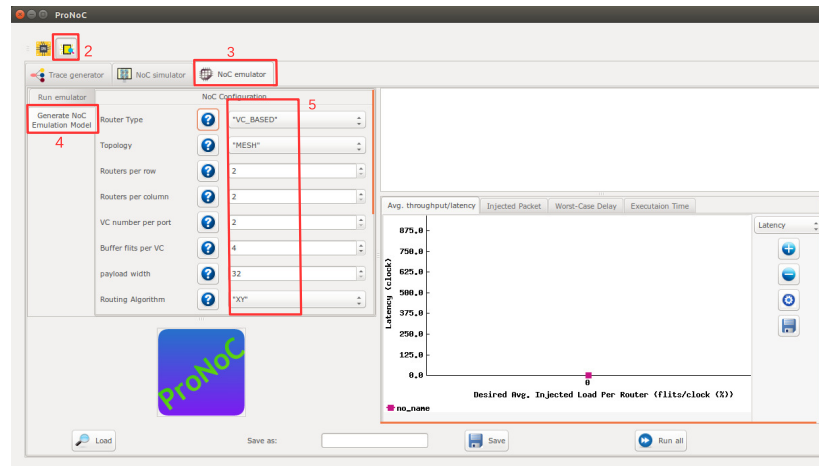 ProNoC
2
3
Trace generator
NoC simulator
NoC emulator
Run emulator
NoC Configuration
5
Generate NoC
Emulation Model
4
Router Type
"VC_BASED"
Topology
"MESH"
Routers per row
2
Routers per column
2
VC number per port
2
Buffer flits per VC
4
payload width
32
Routing Algorithm
"XY"
Avg. throughput/latency
Injected Packet
Worst-Case Delay
Executaion Time
Latency
875.0
750.0
625.0
500.0
375.0
250.0
125.0
0.0
Latency (clock)
0
Desired Avg. Injected Load Per Router (flits/clock (%))
no_name
ProNoC
Load
Save as:
Save
Run all